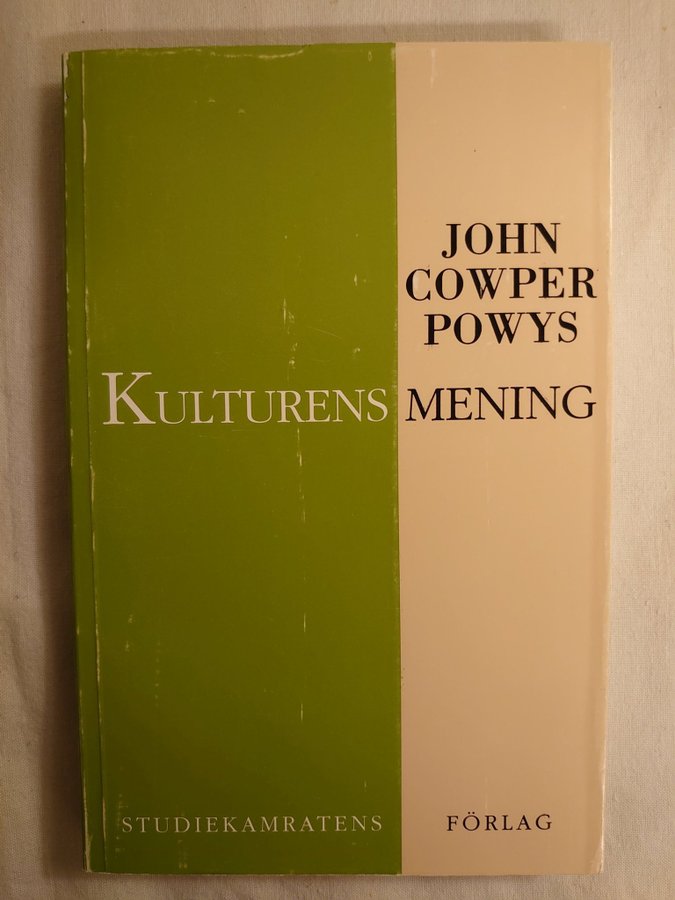 JOHN
COWPER
POWYS
KULTURENS MENING
STUDIEKAMRATENS FÖRLAG